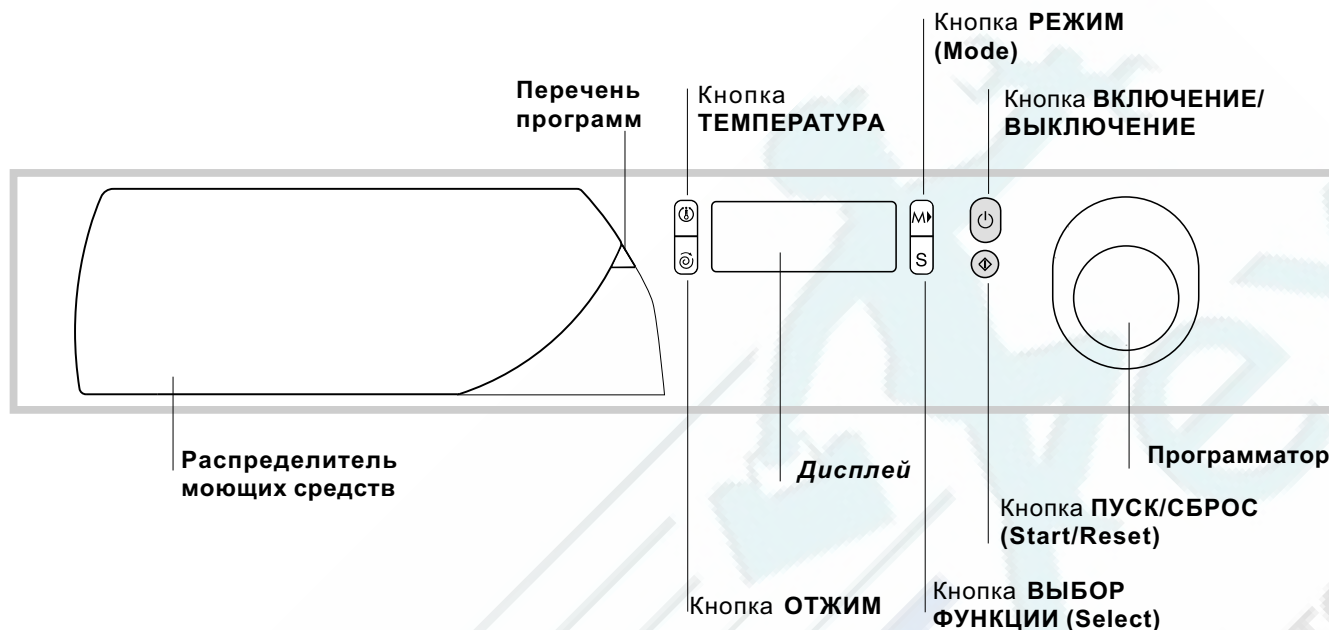 Кнопка РЕЖИМ
(Mode)
Перечень
программ
Кнопка
ТЕМПЕРАТУРА
Кнопка ВКЛЮЧЕНИЕ/
ВЫКЛЮЧЕНИЕ
M
S
Распределитель
моющих средств
Дисплей
Программатор
Кнопка ПУСК/СБРОС
(Start/Reset)
Кнопка ОТЖИМ
Кнопка ВЫБОР
ФУНКЦИИ (Select)